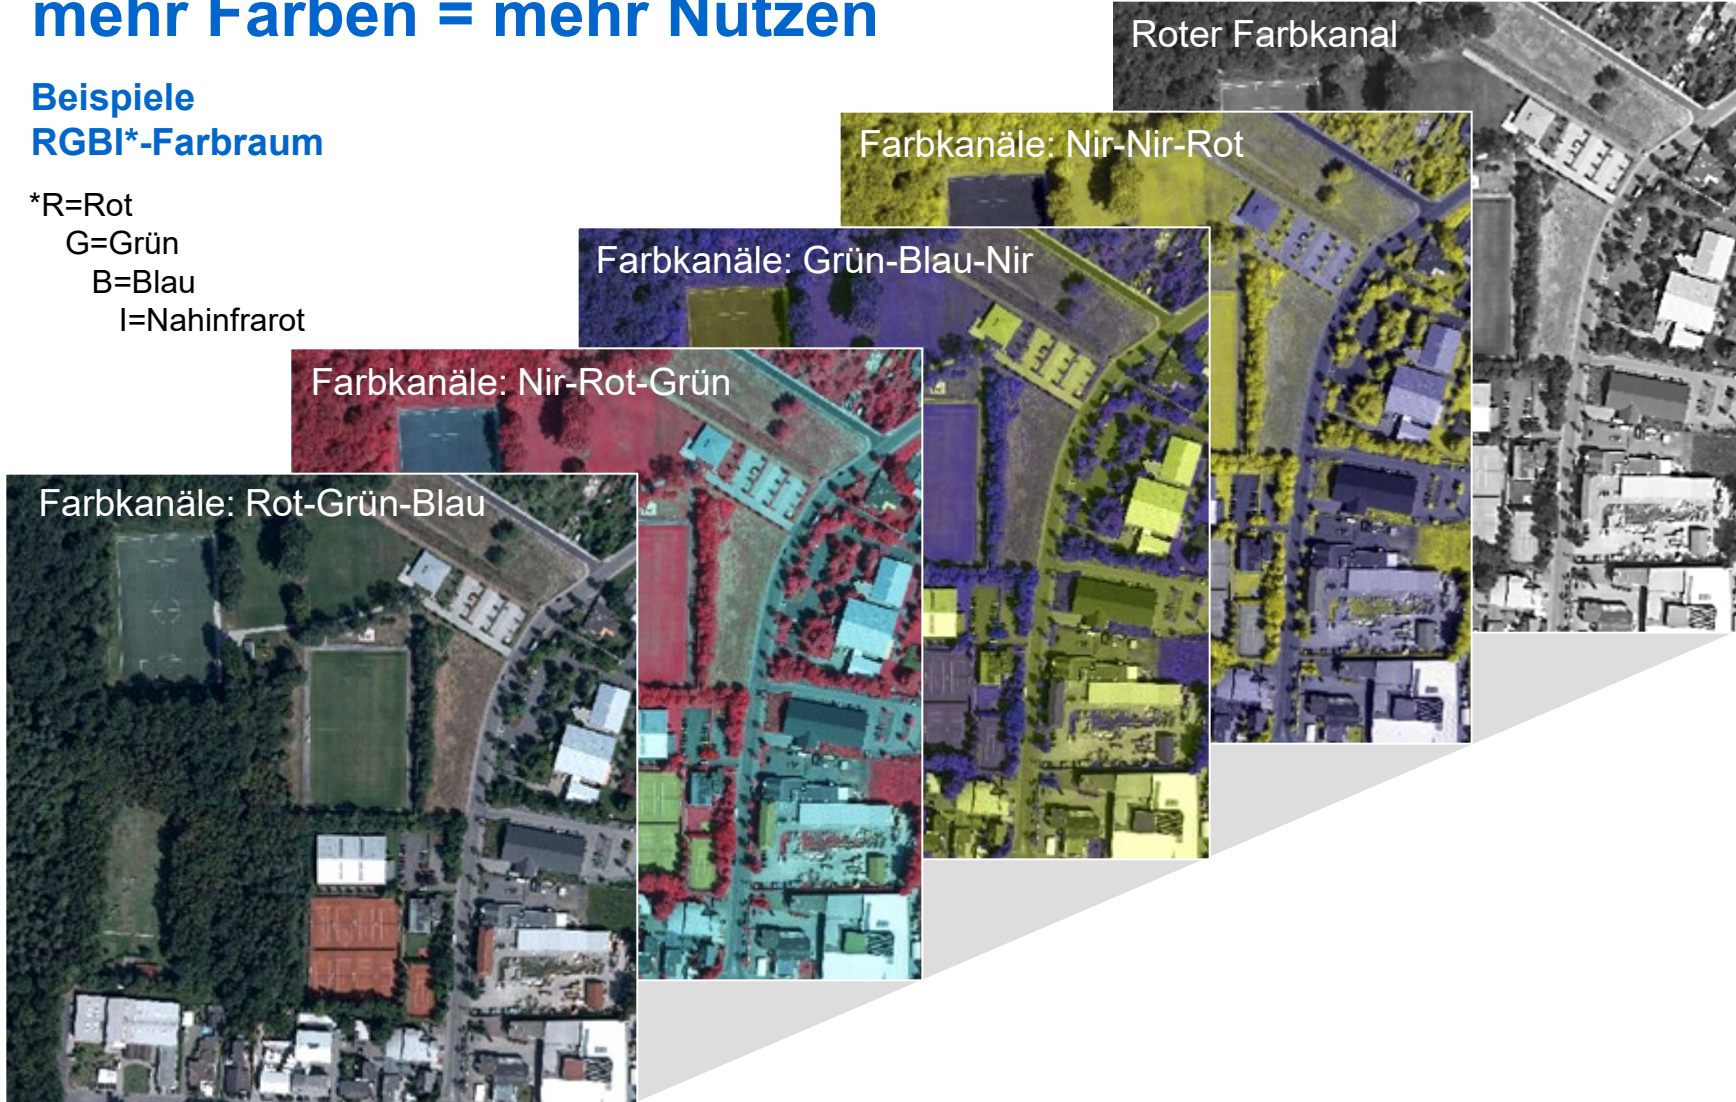 mehr Farben = mehr Nutzen
Beispiele
RGBI*-Farbraum
*R=Rot
G=Grün
B=Blau
I=Nahinfrarot
Roter Farbkanal
Farbkanäle: Nir-Nir-Rot
Farbkanäle: Grün-Blau-Nir
Farbkanäle: Nir-Rot-Grün
Farbkanäle: Rot-Grün-Blau